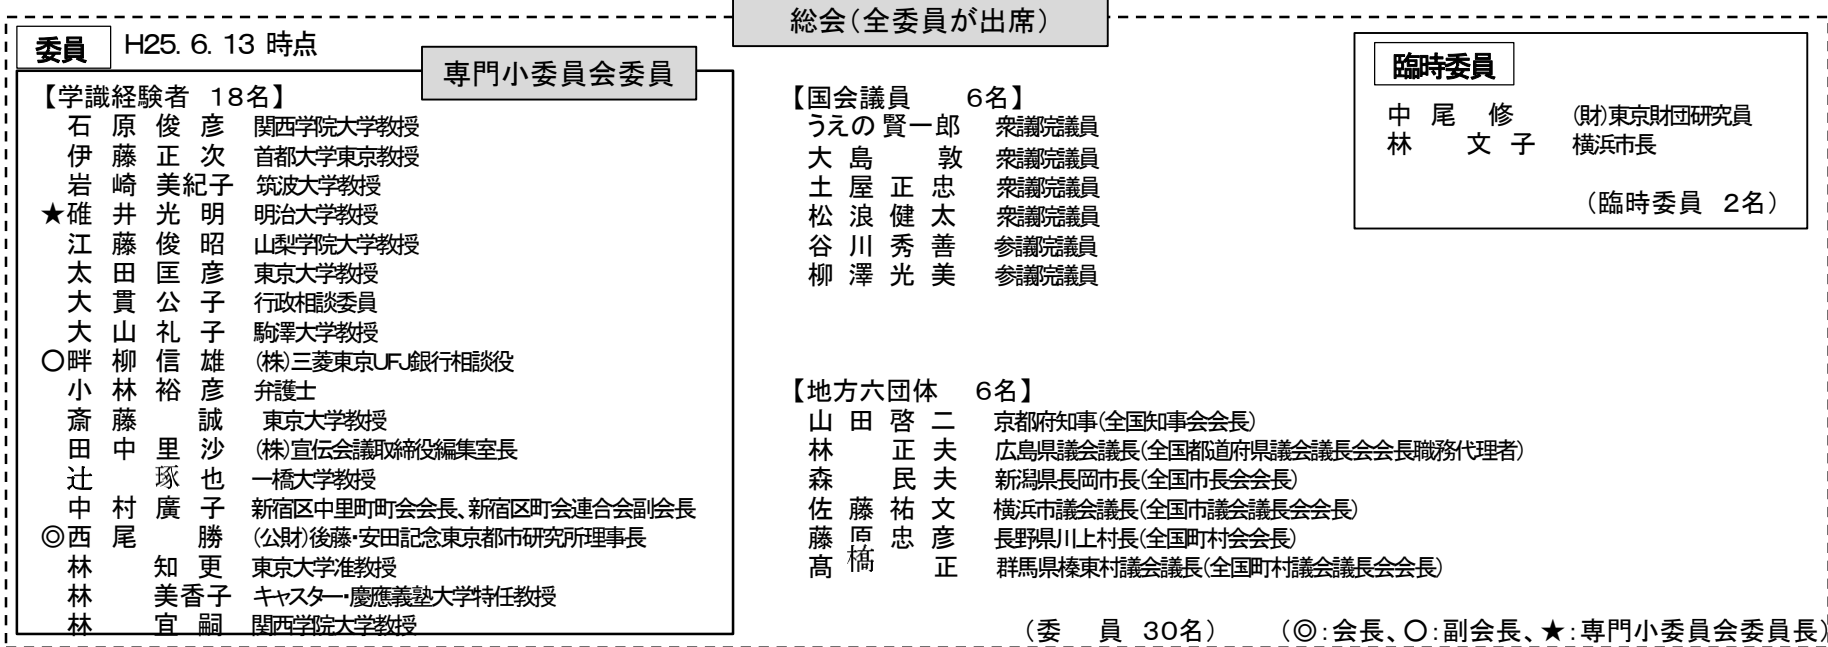 総会(全委員が出席)
委員 H25.6.13 時点
専門小委員会委員
【学識経験者 18名】
石原俊彦 関西学院大学教授
伊藤正次 首都大学東京教授
岩崎美紀子 筑波大学教授
★碓井光明 明治大学教授
江藤俊昭 山梨学院大学教授
太田匡彦 東京大学教授
大貫公子 行政相談委員
大山礼子 駒澤大学教授
○畔柳信雄 (株)三菱東京UFJ銀行相談役
小林裕彦 弁護士
斎藤誠 東京大学教授
田中里沙 (株)宣伝会議取締役編集室長
辻琢也 一橋大学教授
中村廣子 新宿区中里町町会会長、新宿区町会連合会副会長
◎西尾勝 (公財)後藤・安田記念東京都市研究所理事長
林知更 東京大学准教授
林美香子 キャスター・慶應義塾大学特任教授
林宜嗣 関西学院大学教授
【国会議員 6名】
うえの賢一郎 衆議院議員
大島敦 衆議院議員
土屋正忠 衆議院議員
松浪健太 衆議院議員
谷川秀善 参議院議員
柳澤光美 参議院議員
【地方六団体 6名】
山田啓二 京都府知事(全国知事会会長)
林正夫 広島県議会議長(全国都道府県議会議長会会長職務代理者)
森民夫 新潟県長岡市長(全国市長会会長)
佐藤祐文 横浜市議会議長(全国市議会議長会会長)
藤原忠彦 長野県川上村長(全国町村会会長)
髙橋正 群馬県榛東村議会議長(全国町村議会議長会会長)
臨時委員
中尾修 (財)東京財団研究員
林文子 横浜市長
(臨時委員 2名)
(委員 30名) (◎:会長、○:副会長、★:専門小委員会委員長)